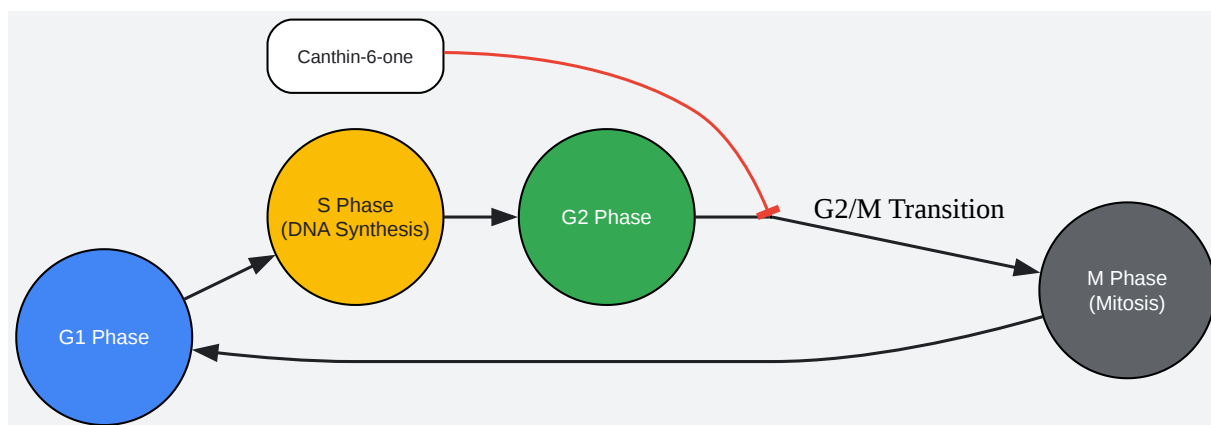 Canthin-6-one
S Phase
(DNA Synthesis)
G2 Phase
G2/M Transition
M Phase
(Mitosis)
G1 Phase